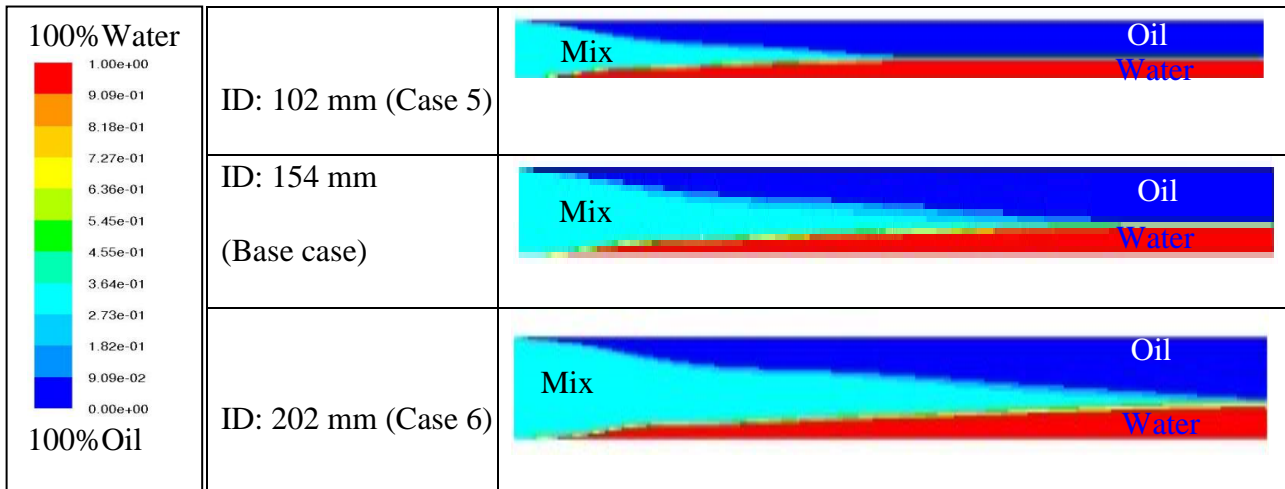 100%Water
1.00e+00
9.09e-01
8.18e-01
7.27e-01
6.36e-01
5.45e-01
4.55e-01
3.64e-01
2.73e-01
1.82e-01
9.09e-02
0.00e+00
100%Oil
ID: 102 mm (Case 5)
Mix
Oil
Water
ID: 154 mm
(Base case)
Mix
Oil
Water
ID: 202 mm (Case 6)
Mix
Oil
Water